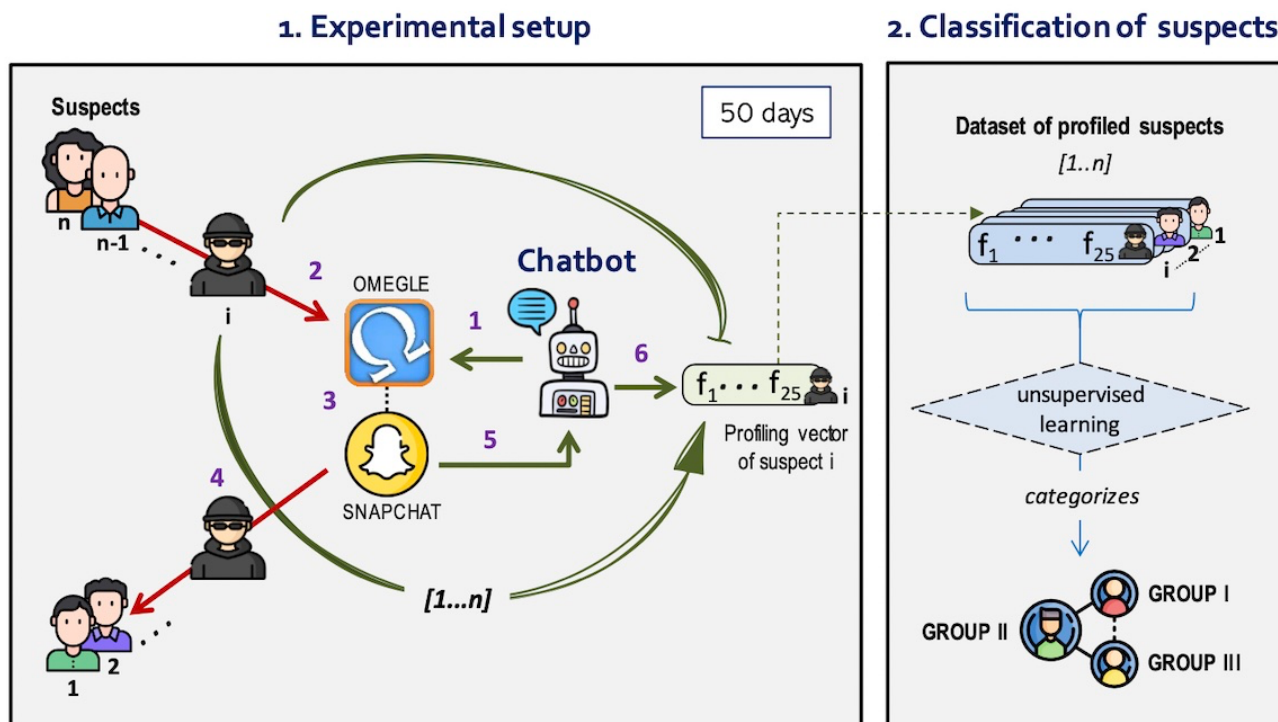 1. Experimental setup
50 days
Suspects
n
n-1
...
i
2
OMEGLE
Chatbot
1
6
3
f1 ... f25
i
Profiling vector
of suspect i
5
4
SNAPCHAT
[1...n]
...
2
1
2. Classification of suspects
Dataset of profiled suspects
[1..n]
f1 ... f25
i
2
1
unsupervised
learning
categorizes
GROUP I
GROUP II
GROUP III